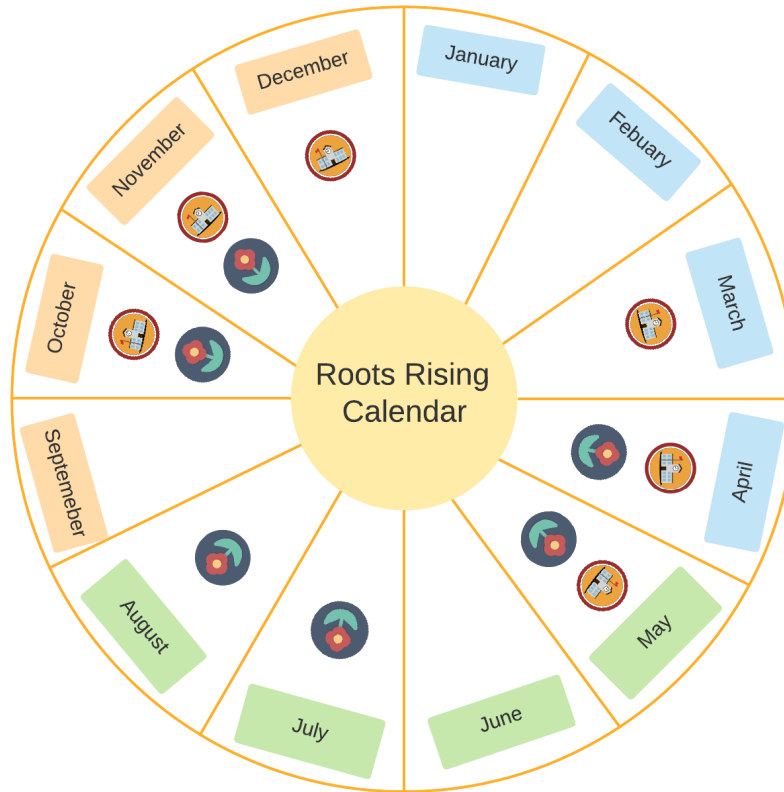 Roots Rising
Calendar
January
Febuary
March
April
May
June
July
August
Septemeber
October
November
December